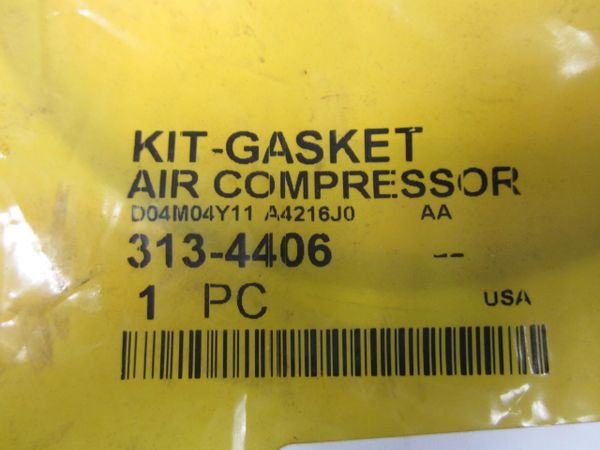 KIT-GASKET
AIR COMPRESSOR
D04M04Y11 A4216J0 AA
313-4406 --
1 PC USA